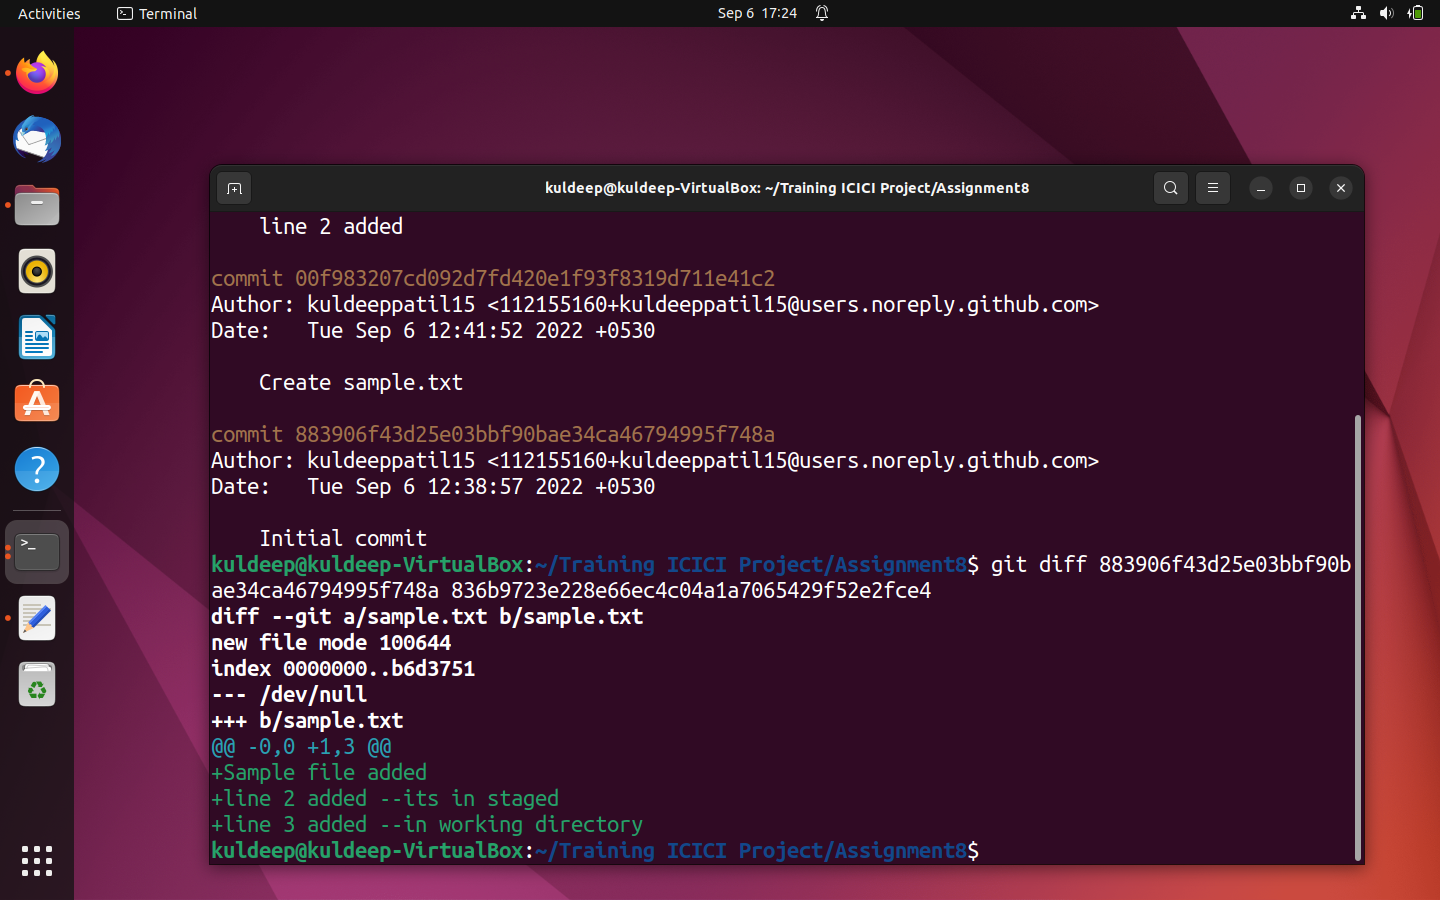 Activities
Terminal
Sep 6 17:24
kuldeep@kuldeep-VirtualBox: ~/Training ICICI Project/Assignment8
line 2 added
commit 00f983207cd092d7fd420e1f93f8319d711e41c2
Author: kuldeeppatil15 <112155160+kuldeeppatil15@users.noreply.github.com>
Date:   Tue Sep 6 12:41:52 2022 +0530
Create sample.txt
commit 883906f43d25e03bbf90bae34ca46794995f748a
Author: kuldeeppatil15 <112155160+kuldeeppatil15@users.noreply.github.com>
Date:   Tue Sep 6 12:38:57 2022 +0530
Initial commit
kuldeep@kuldeep-VirtualBox:~/Training ICICI Project/Assignment8$ git diff 883906f43d25e03bbf90b
ae34ca46794995f748a 836b9723e228e66ec4c04a1a7065429f52e2fce4
diff --git a/sample.txt b/sample.txt
new file mode 100644
index 0000000..b6d3751
--- /dev/null
+++ b/sample.txt
@@ -0,0 +1,3 @@
+Sample file added
+line 2 added --its in staged
+line 3 added --in working directory
kuldeep@kuldeep-VirtualBox:~/Training ICICI Project/Assignment8$